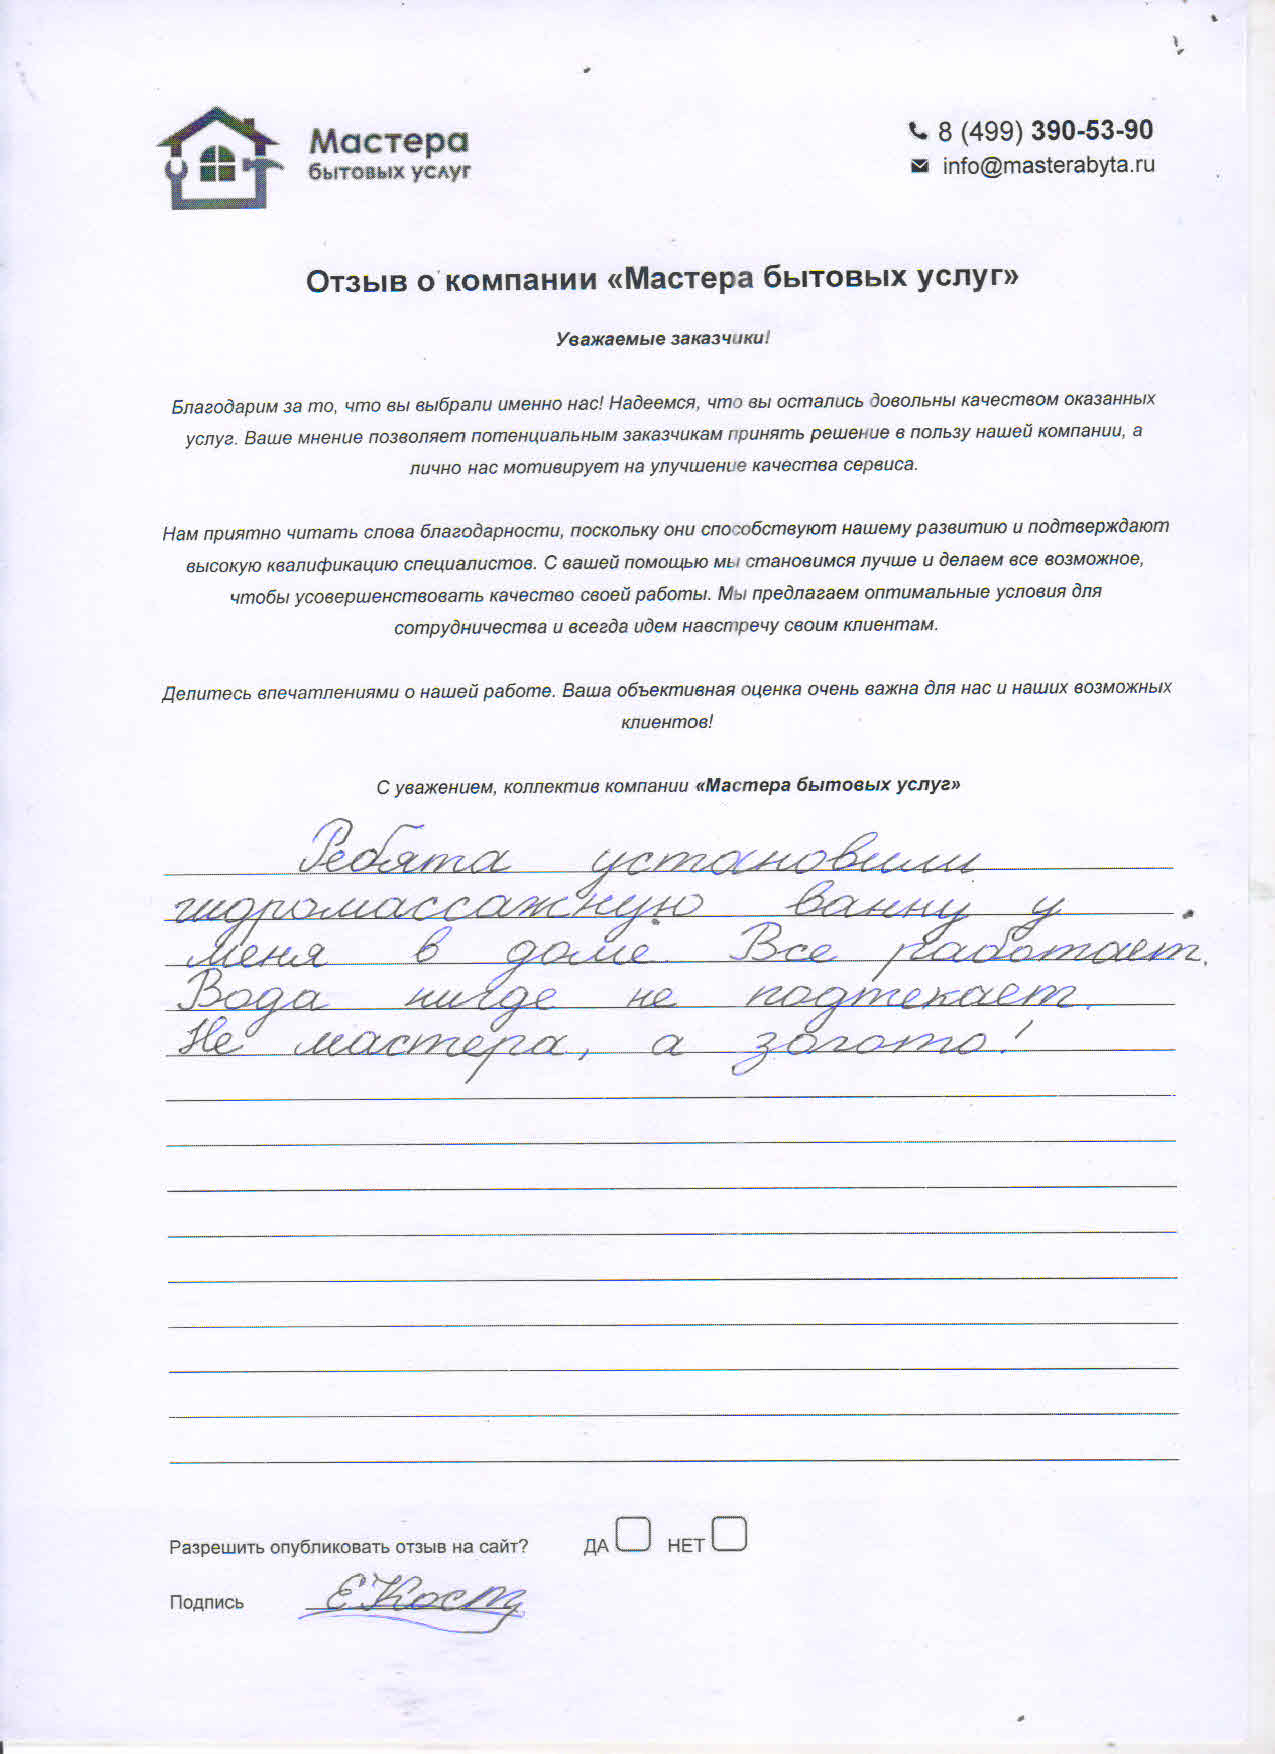 Мастера
бытовых услуг
8 (499) 390-53-90
info@masterabyta.ru
Отзыв о компании «Мастера бытовых услуг»
Уважаемые заказчики!
Благодарим за то, что вы выбрали именно нас! Надеемся, что вы остались довольны качеством оказанных
услуг. Ваше мнение позволяет потенциальным заказчикам принять решение в пользу нашей компании, а
лично нас мотивирует на улучшение качества сервиса.
Нам приятно читать слова благодарности, поскольку они способствуют нашему развитию и подтверждают
высокую квалификацию специалистов. С вашей помощью мы становимся лучше и делаем все возможное,
чтобы усовершенствовать качество своей работы. Мы предлагаем оптимальные условия для
сотрудничества и всегда идем навстречу своим клиентам.
Делитесь впечатлениями о нашей работе. Ваша объективная оценка очень важна для нас и наших возможных
клиентов!
С уважением, коллектив компании «Мастера бытовых услуг»
Ребята установили
гидромассажную ванну у
меня в доме. Все работает.
Вода нигде не подтекает.
Не мастера, а золото!
Разрешить опубликовать отзыв на сайт? ДА НЕТ
Подпись